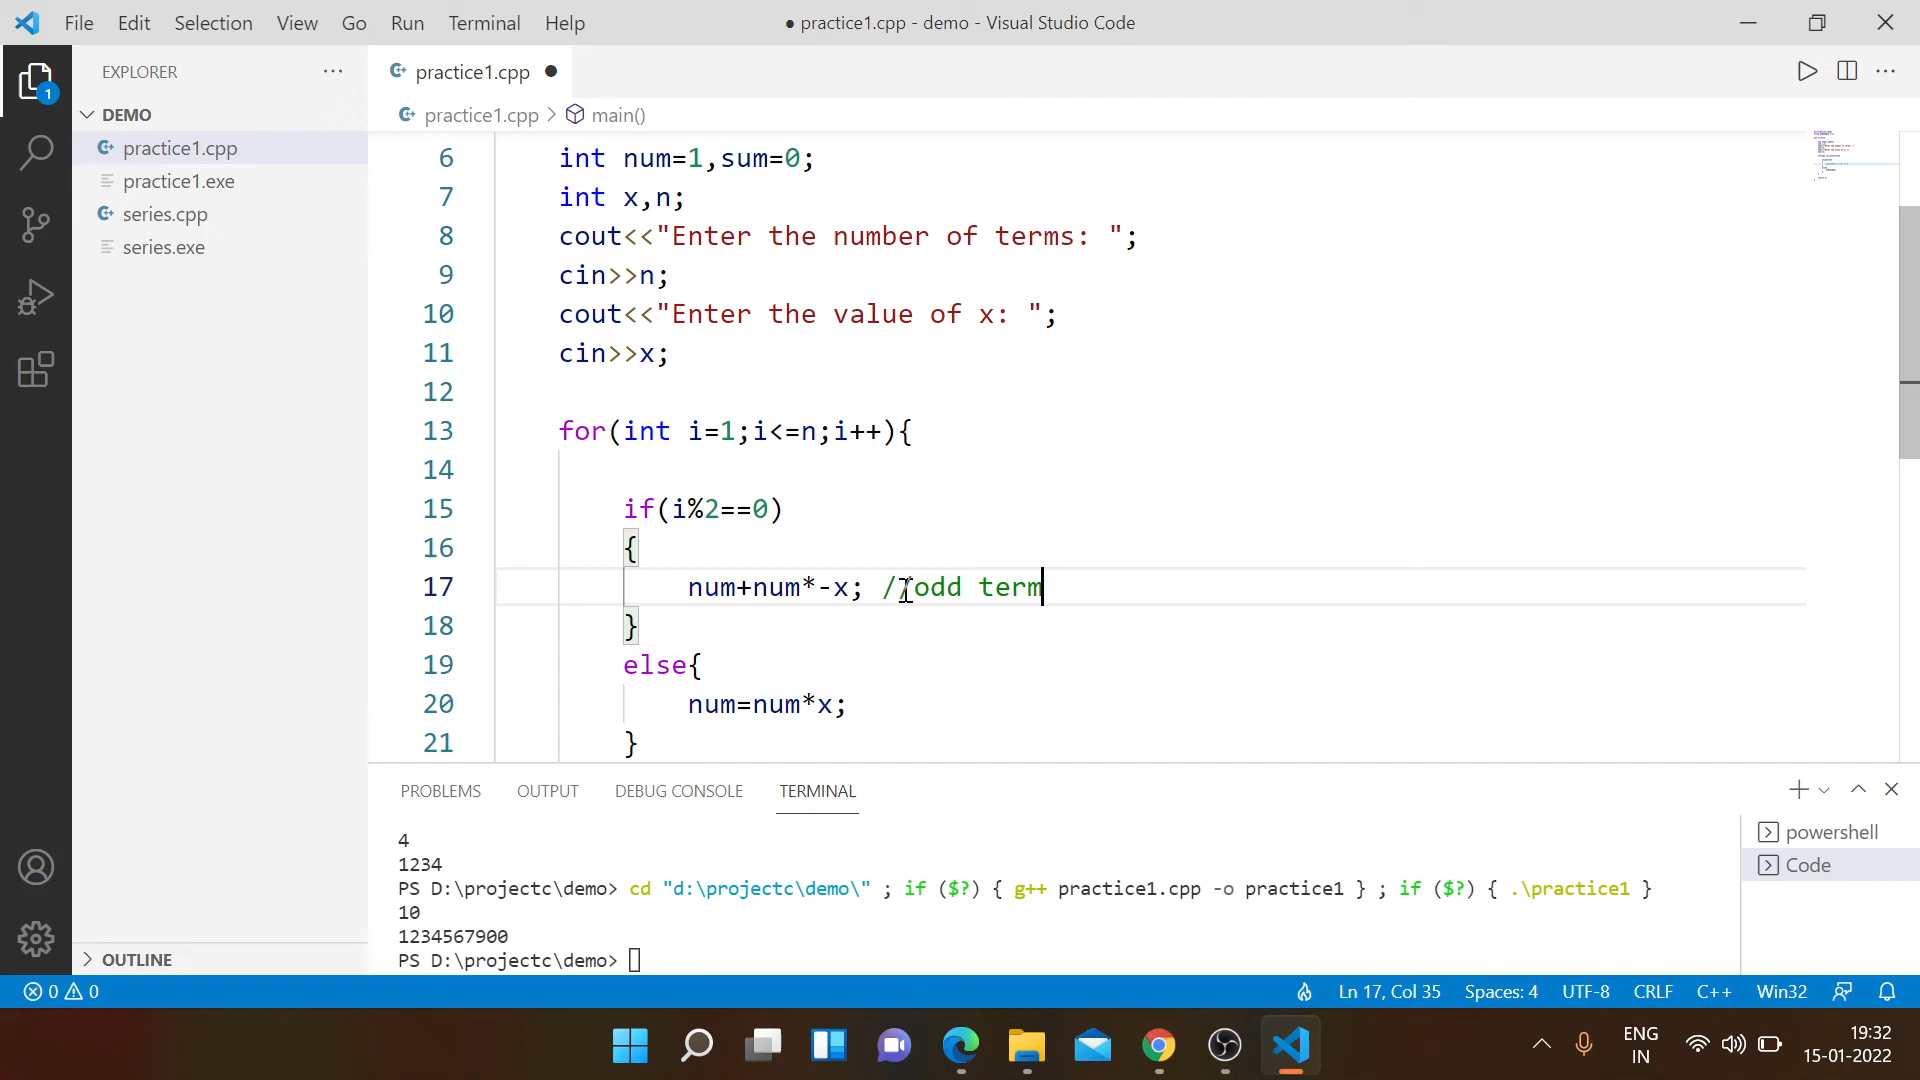 File Edit Selection View Go Run Terminal Help
● practice1.cpp - demo - Visual Studio Code
EXPLORER
practice1.cpp
DEMO
practice1.cpp > main()
practice1.cpp
practice1.exe
series.cpp
series.exe
6 int num=1,sum=0;
7 int x,n;
8 cout<<"Enter the number of terms: ";
9 cin>>n;
10 cout<<"Enter the value of x: ";
11 cin>>x;
12
13 for(int i=1;i<=n;i++){
14
15 if(i%2==0)
16 {
17 num+num*-x; //odd term
18 }
19 else{
20 num=num*x;
21 }
PROBLEMS OUTPUT DEBUG CONSOLE TERMINAL
4
1234
PS D:\projectc\demo> cd "d:\projectc\demo\" ; if ($?) { g++ practice1.cpp -o practice1 } ; if ($?) { .\practice1 }
10
1234567900
PS D:\projectc\demo>
powershell
Code
OUTLINE
1
0 0
Ln 17, Col 35 Spaces: 4 UTF-8 CRLF C++ Win32
ENG
IN
19:32
15-01-2022